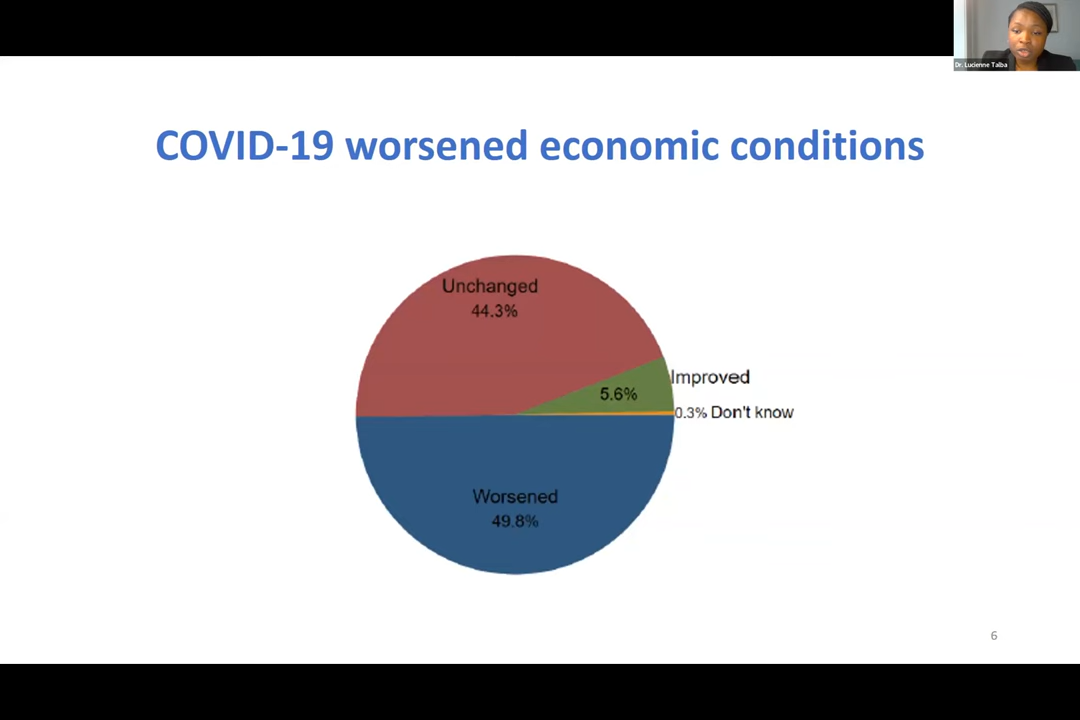 Dr. Lucienne Talba
COVID-19 worsened economic conditions
Unchanged
44.3%
Improved
5.6%
0.3% Don't know
Worsened
49.8%
6